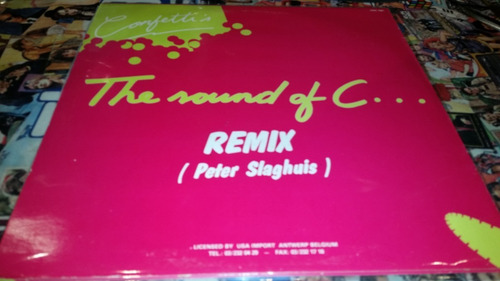 Confetti's
The sound of C...
REMIX
( Peter Slaghuis )
LICENSED BY USA IMPORT ANTWERP BELGIUM